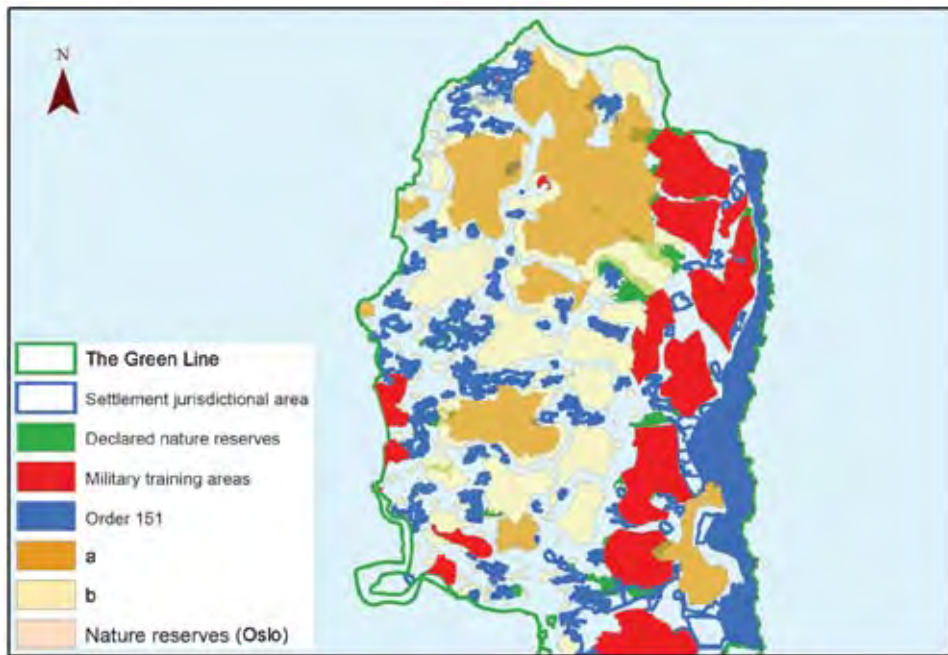 N
The Green Line
Settlement jurisdictional area
Declared nature reserves
Military training areas
Order 151
a
b
Nature reserves (Oslo)